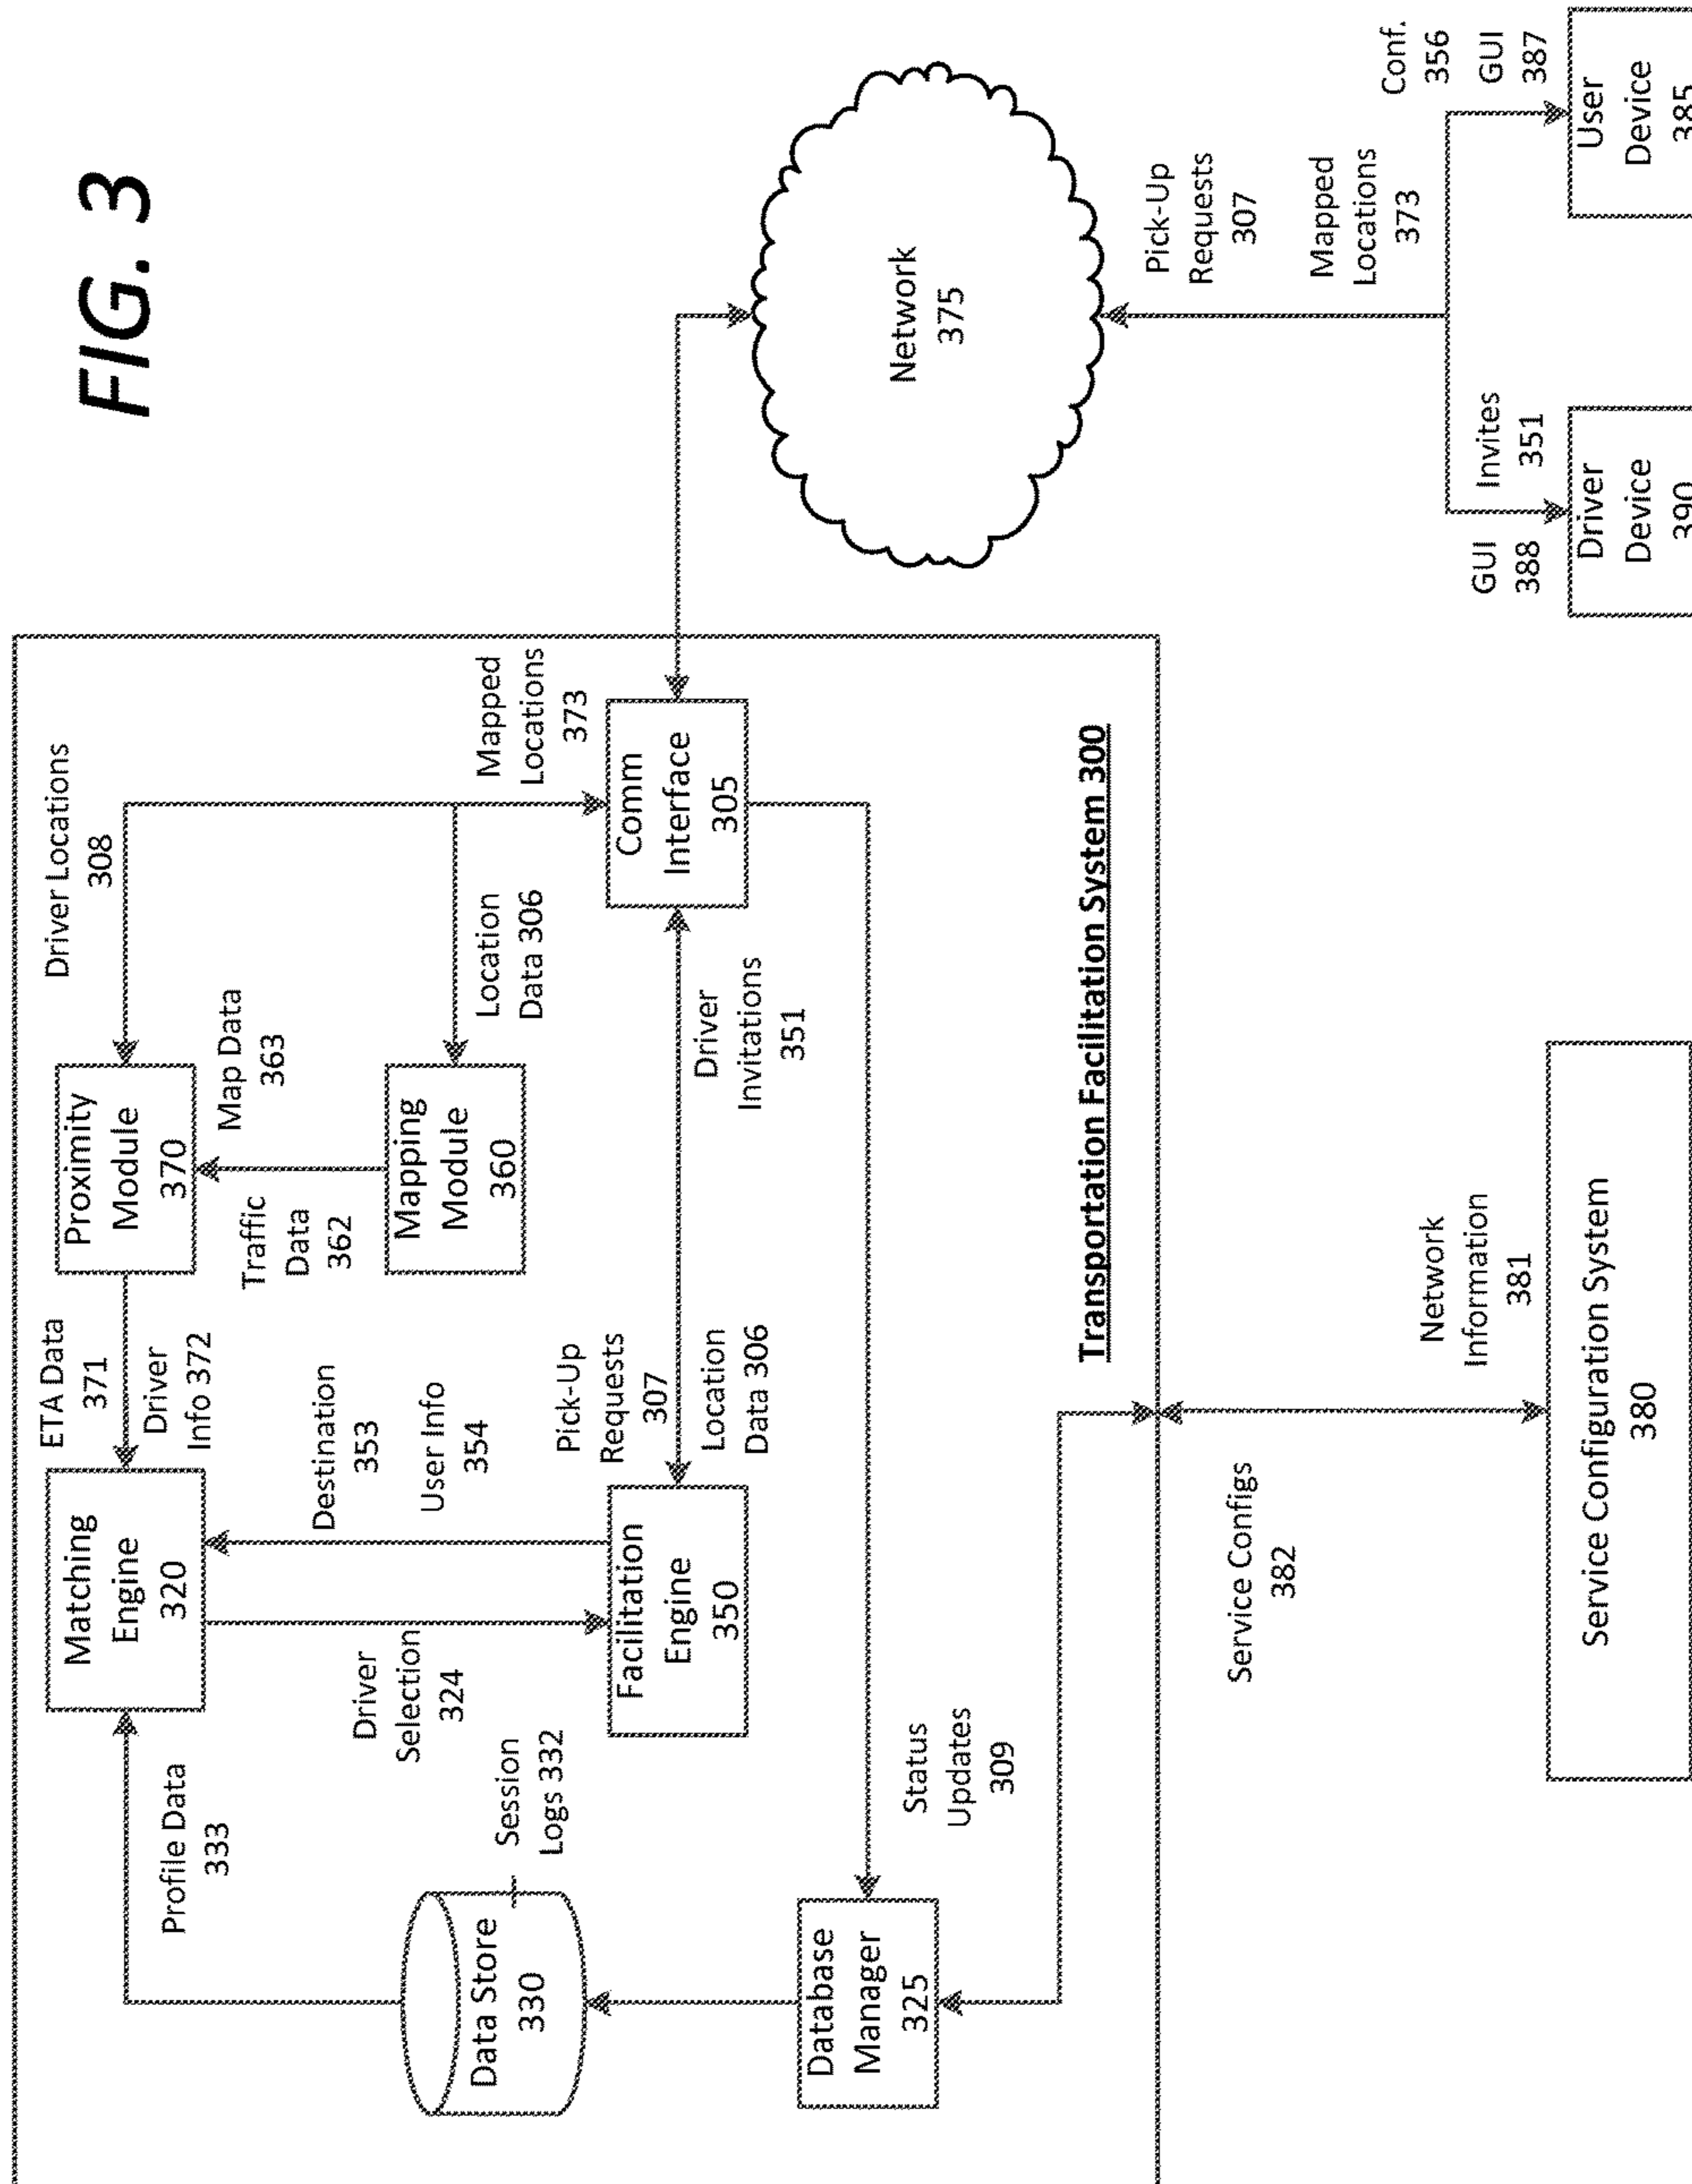 FIG. 3
Driver Locations
308
ETA Data
371
Driver
Info 372
Profile Data
333
Matching
Engine
320
Proximity
Module
370
Map Data
363
Traffic
Data
362
Mapping
Module
360
Destination
353
User Info
354
Driver
Selection
324
Session
Logs 332
Data Store
330
Location
Data 306
Mapped
Locations
373
Pick-Up
Requests
307
Facilitation
Engine
350
Location
Data 306
Driver
Invitations
351
Comm
Interface
305
Network
375
Database
Manager
325
Status
Updates
309
Transportation Facilitation System 300
Service Configs
382
Network
Information
381
Service Configuration System
380
Pick-Up
Requests
307
Mapped
Locations
373
GUI
388
Invites
351
Conf.
356
GUI
387
Driver
Device
390
User
Device
385